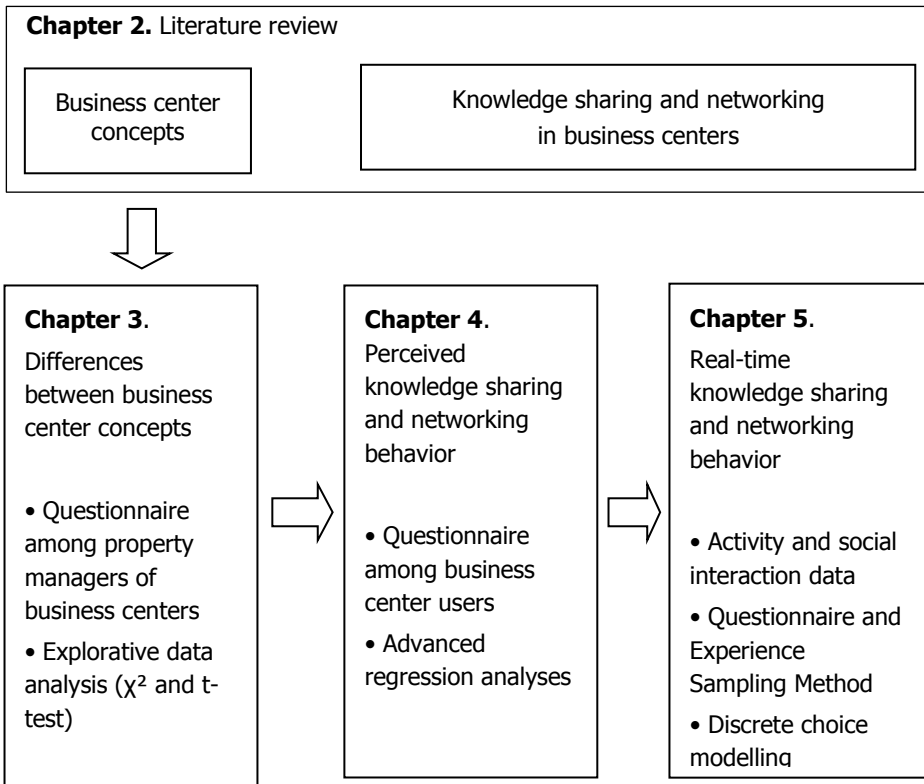 Chapter 2. Literature review
Business center
concepts
Knowledge sharing and networking
in business centers
Chapter 3.
Differences
between business
center concepts
• Questionnaire
among property
managers of
business centers
• Explorative data
analysis (χ² and t-
test)
Chapter 4.
Perceived
knowledge sharing
and networking
behavior
• Questionnaire
among business
center users
• Advanced
regression analyses
Chapter 5.
Real-time
knowledge sharing
and networking
behavior
• Activity and social
interaction data
• Questionnaire and
Experience
Sampling Method
• Discrete choice
modelling